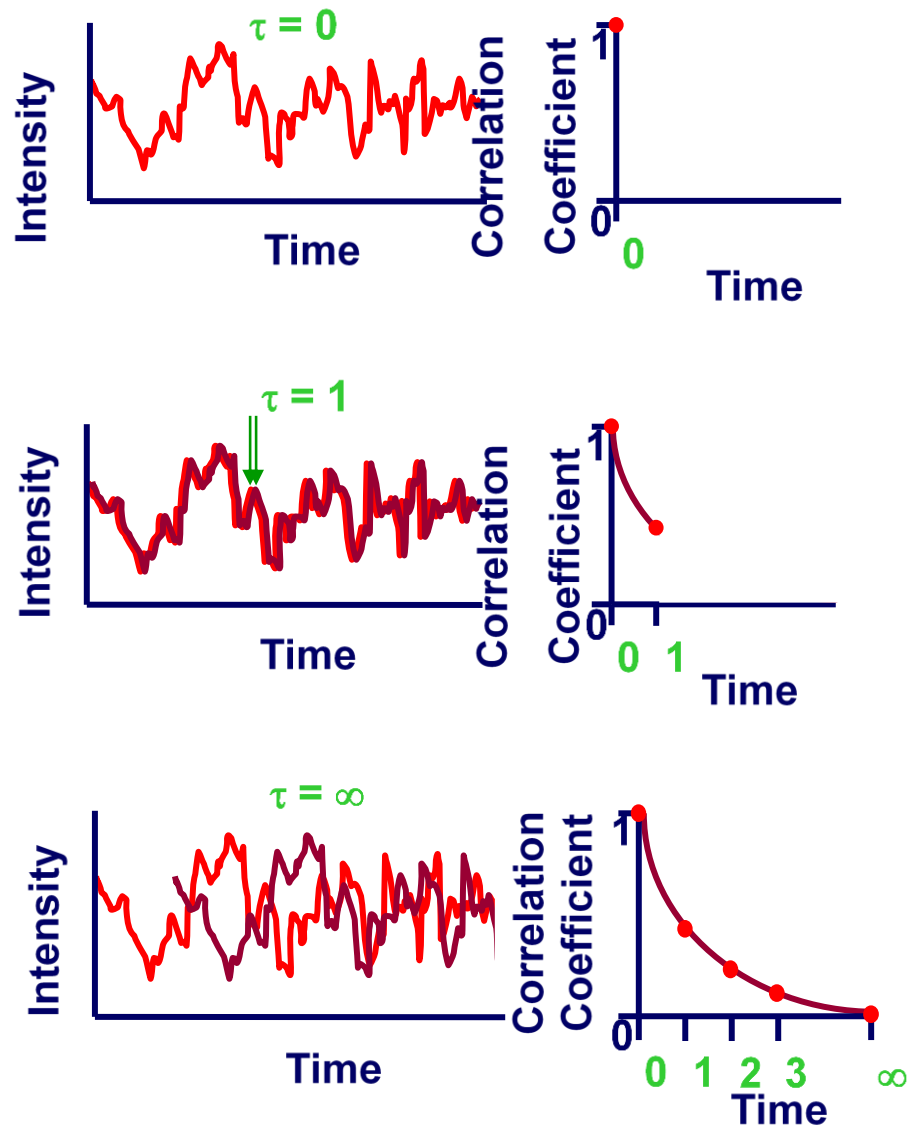 τ = 0
Intensity
Time
Correlation
Coefficient
1
0
0
Time
τ = 1
Intensity
Time
Correlation
Coefficient
1
0
0 1
Time
τ = ∞
Intensity
Time
Correlation
Coefficient
1
0
0 1 2 3 ∞
Time